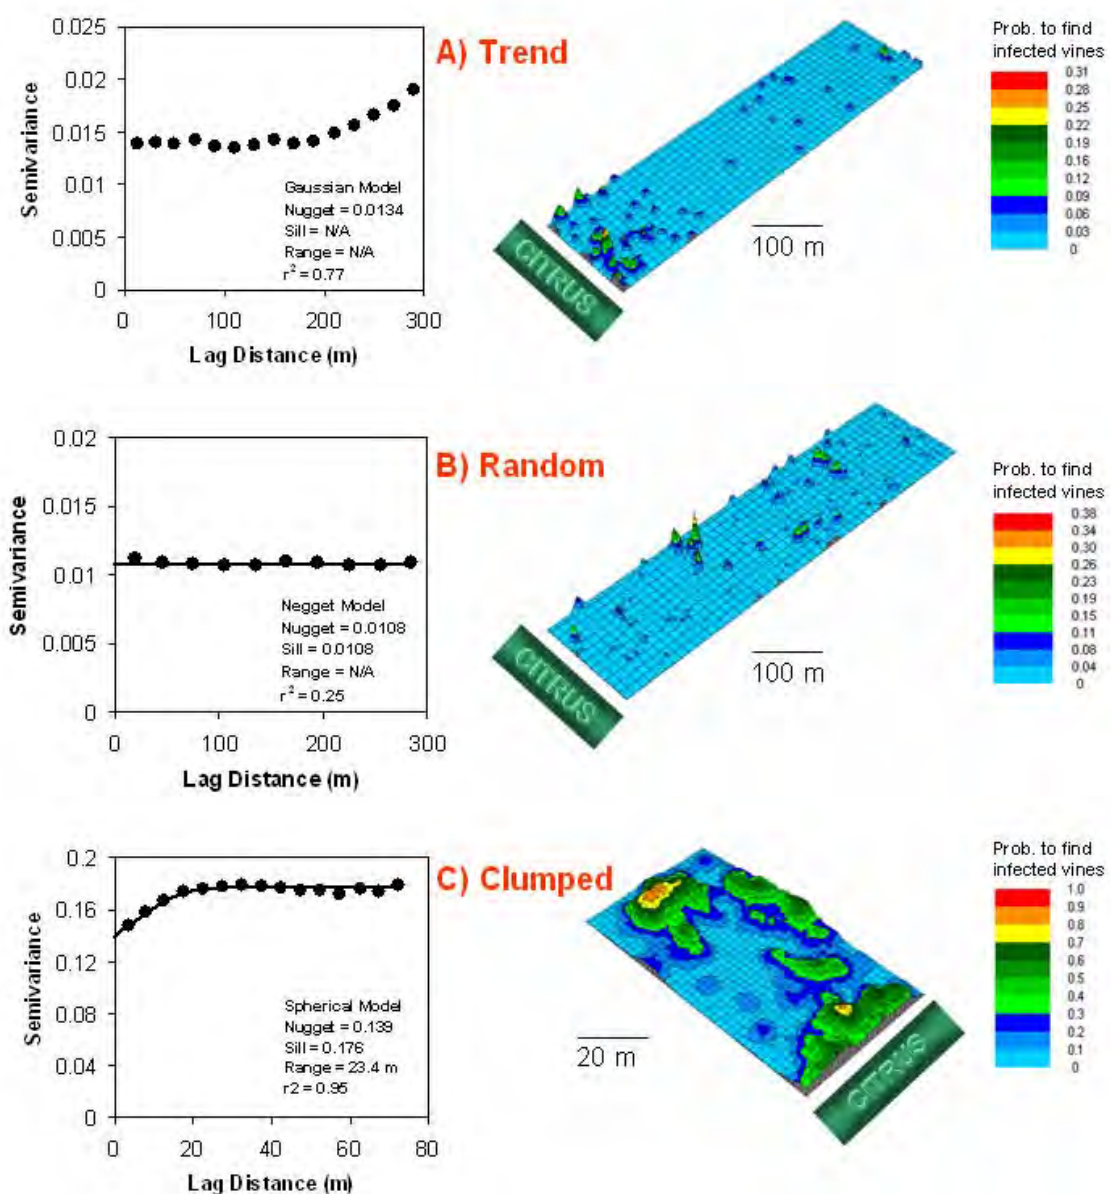 A) Trend
Semivariance
0.025
0.02
0.015
0.01
0.005
0
0 100 200 300
Lag Distance (m)
Gaussian Model
Nugget = 0.0134
Sill = N/A
Range = N/A
r² = 0.77
CITRUS
100 m
Prob. to find
infected vines
0.31
0.28
0.25
0.22
0.19
0.16
0.12
0.09
0.06
0.03
0
B) Random
Semivariance
0.02
0.015
0.01
0.005
0
0 100 200 300
Lag Distance (m)
Negget Model
Nugget = 0.0108
Sill = 0.0108
Range = N/A
r² = 0.25
CITRUS
100 m
Prob. to find
infected vines
0.38
0.34
0.30
0.26
0.23
0.19
0.15
0.11
0.08
0.04
0
C) Clumped
Semivariance
0.2
0.16
0.12
0.08
0.04
0
0 20 40 60 80
Lag Distance (m)
Spherical Model
Nugget = 0.139
Sill = 0.176
Range = 23.4 m
r2 = 0.95
20 m
CITRUS
Prob. to find
infected vines
1.0
0.9
0.8
0.7
0.6
0.5
0.4
0.3
0.2
0.1
0